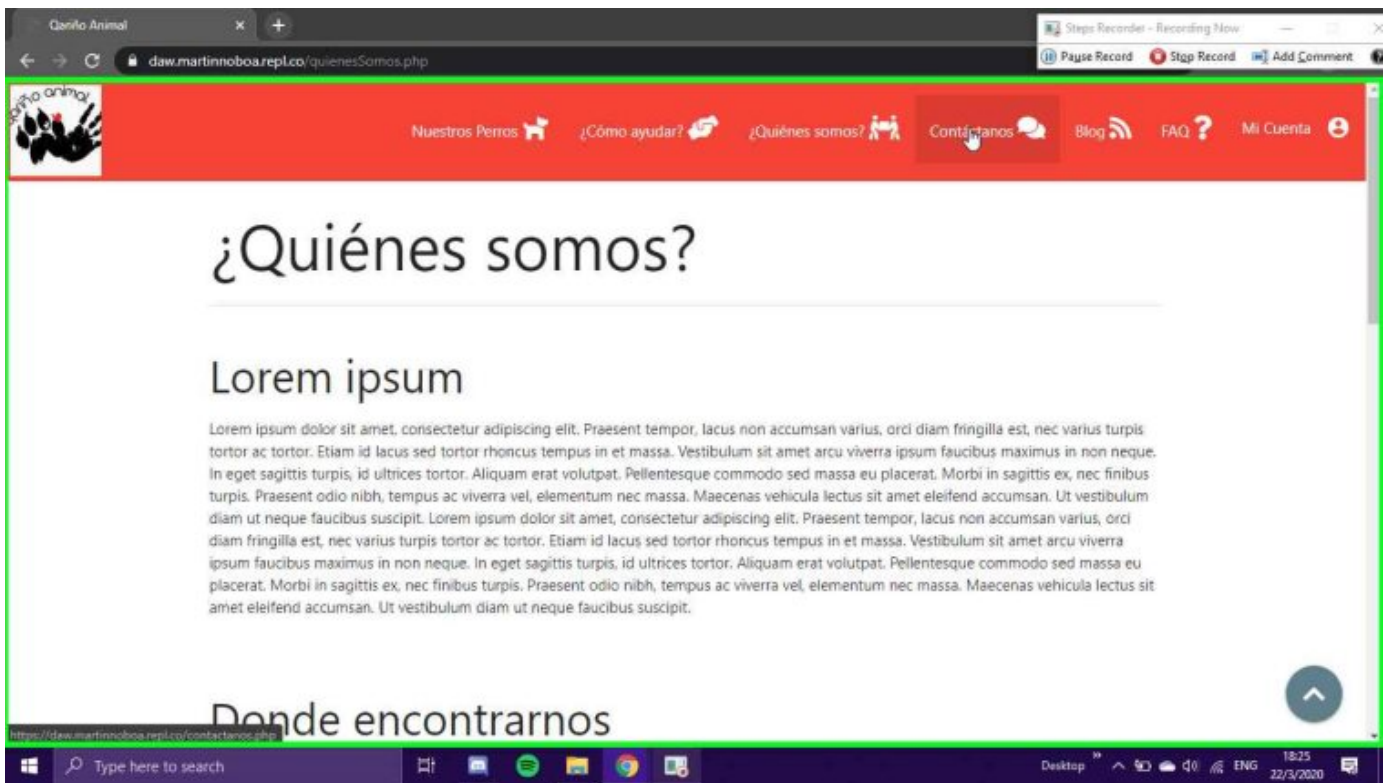 Qariño Animal
Steps Recorder - Recording Now
Pause Record Stop Record Add Comment
daw.martinnoboa.repl.co/quienesSomos.php
animal
Nuestros Perros ¿Cómo ayudar? ¿Quiénes somos? Contáctanos Blog FAQ ? Mi Cuenta
¿Quiénes somos?
Lorem ipsum
Lorem ipsum dolor sit amet, consectetur adipiscing elit. Praesent tempor, lacus non accumsan varius, orci diam fringilla est, nec varius turpis
tortor ac tortor. Etiam id lacus sed tortor rhoncus tempus in et massa. Vestibulum sit amet arcu viverra ipsum faucibus maximus in non neque.
In eget sagittis turpis, id ultrices tortor. Aliquam erat volutpat. Pellentesque commodo sed massa eu placerat. Morbi in sagittis ex, nec finibus
turpis. Praesent odio nibh, tempus ac viverra vel, elementum nec massa. Maecenas vehicula lectus sit amet eleifend accumsan. Ut vestibulum
diam ut neque faucibus suscipit. Lorem ipsum dolor sit amet, consectetur adipiscing elit. Praesent tempor, lacus non accumsan varius, orci
diam fringilla est, nec varius turpis tortor ac tortor. Etiam id lacus sed tortor rhoncus tempus in et massa. Vestibulum sit amet arcu viverra
ipsum faucibus maximus in non neque. In eget sagittis turpis, id ultrices tortor. Aliquam erat volutpat. Pellentesque commodo sed massa eu
placerat. Morbi in sagittis ex, nec finibus turpis. Praesent odio nibh, tempus ac viverra vel, elementum nec massa. Maecenas vehicula lectus sit
amet eleifend accumsan. Ut vestibulum diam ut neque faucibus suscipit.
Donde encontrarnos
https://daw.martinnoboa.repl.co/contactanos.php
Type here to search
Desktop ENG 18:25
22/3/2020